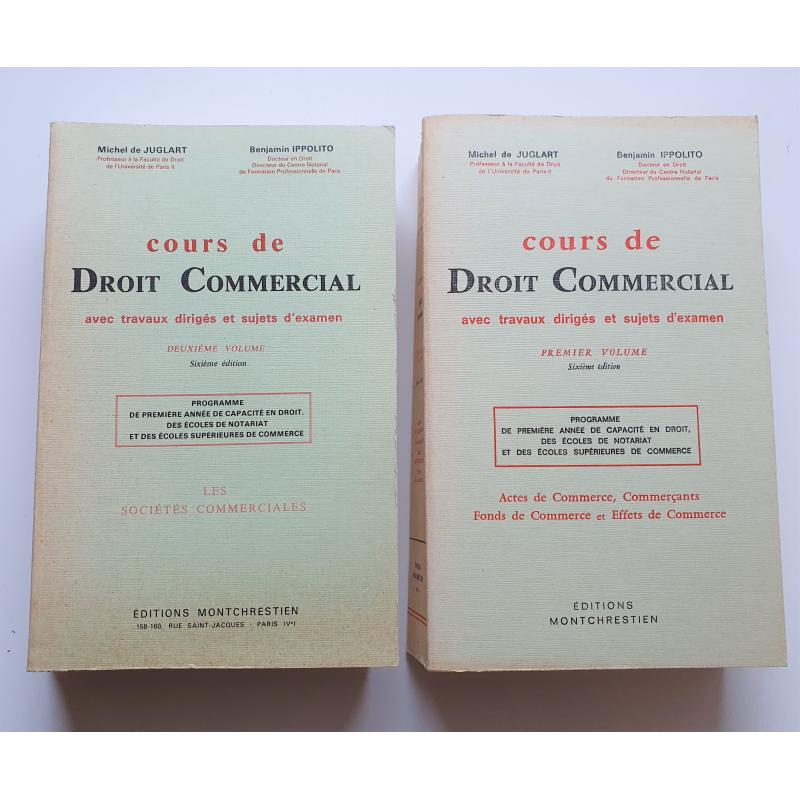 Michel de JUGLART
Professeur à la Faculté de Droit
de l'Université de Paris II
Benjamin IPPOLITO
Docteur en Droit
Directeur du Centre Notarial
de Formation Professionnelle de Paris
cours de
DROIT COMMERCIAL
avec travaux dirigés et sujets d'examen
DEUXIÈME VOLUME
Sixième édition
PROGRAMME
DE PREMIÈRE ANNÉE DE CAPACITÉ EN DROIT,
DES ÉCOLES DE NOTARIAT
ET DES ÉCOLES SUPÉRIEURES DE COMMERCE
LES
SOCIÉTÉS COMMERCIALES
ÉDITIONS MONTCHRESTIEN
158-160, RUE SAINT-JACQUES - PARIS (Vᵉ)
Michel de JUGLART
Professeur à la Faculté de Droit
de l'Université de Paris-II
Benjamin IPPOLITO
Docteur en Droit
Directeur du Centre Notarial
de Formation Professionnelle de Paris
cours de
DROIT COMMERCIAL
avec travaux dirigés et sujets d'examen
PREMIER VOLUME
Sixième édition
PROGRAMME
DE PREMIÈRE ANNÉE DE CAPACITÉ EN DROIT,
DES ÉCOLES DE NOTARIAT
ET DES ÉCOLES SUPÉRIEURES DE COMMERCE
Actes de Commerce, Commerçants
Fonds de Commerce et Effets de Commerce
ÉDITIONS
MONTCHRESTIEN